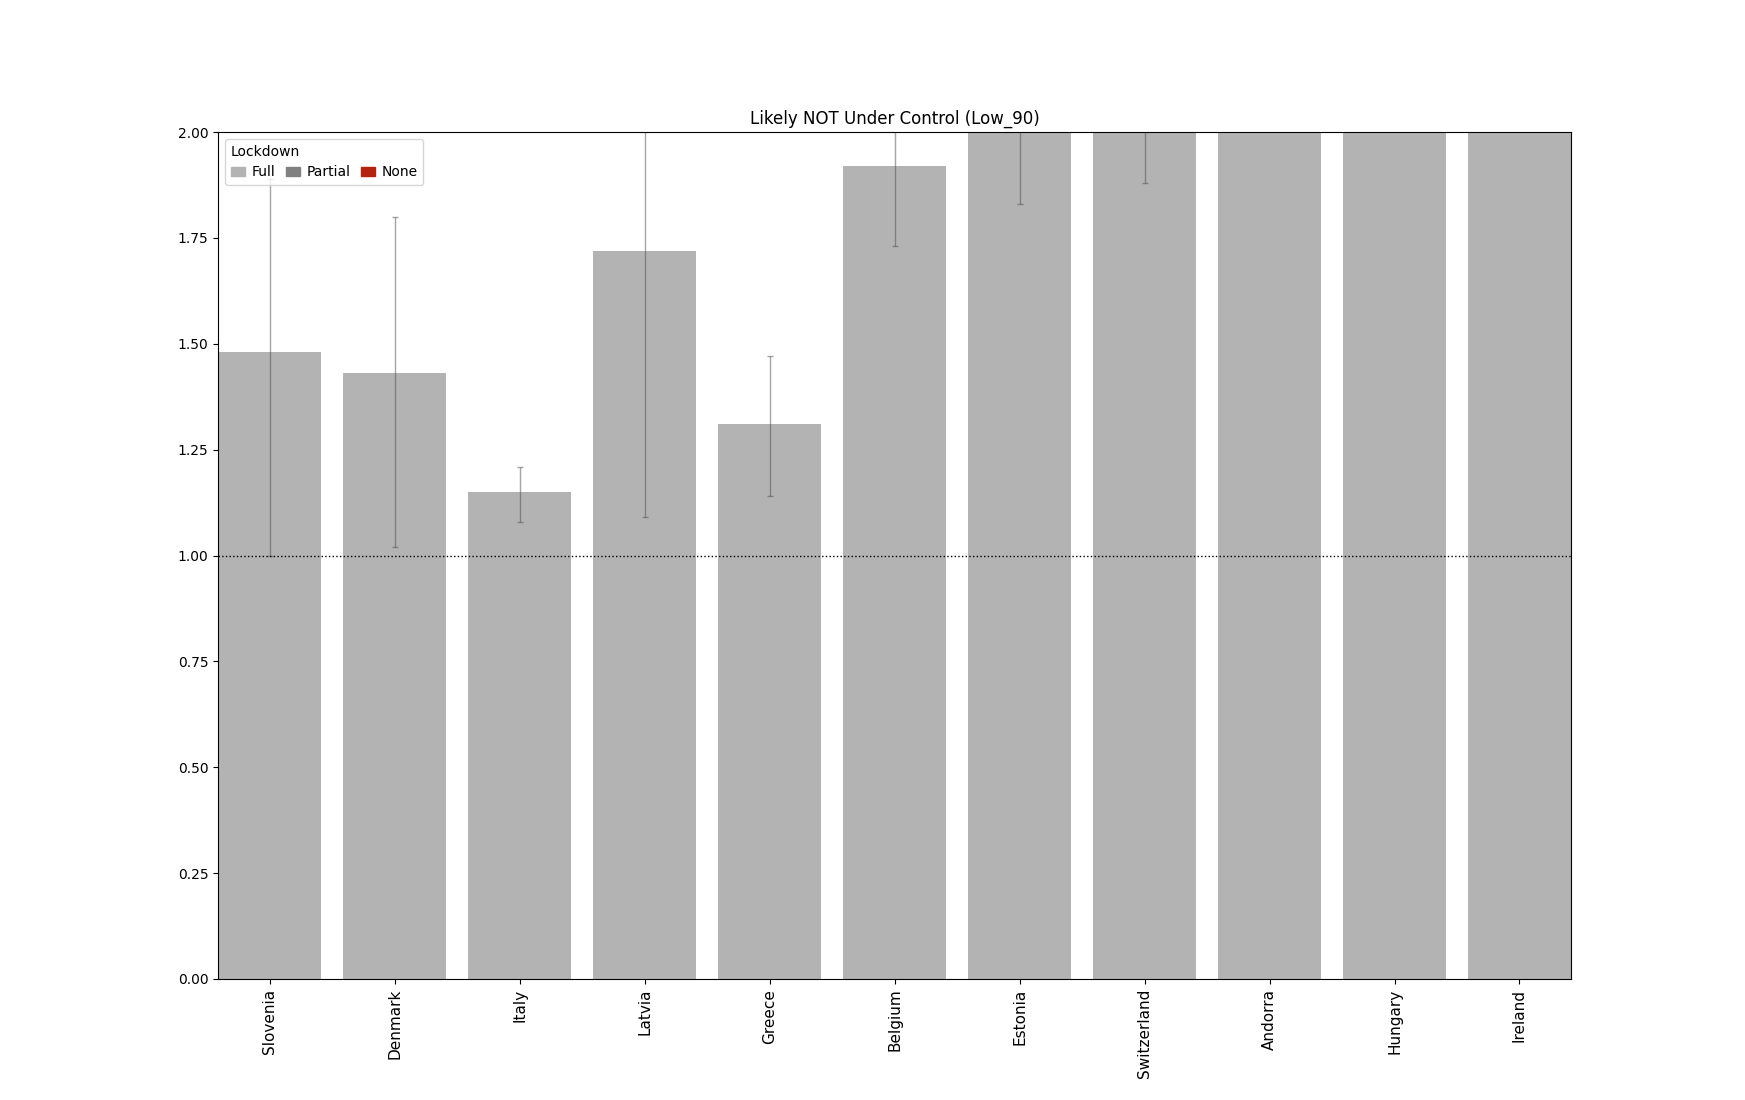 Likely NOT Under Control (Low_90)
Lockdown
Full Partial None
2.00
1.75
1.50
1.25
1.00
0.75
0.50
0.25
0.00
Slovenia
Denmark
Italy
Latvia
Greece
Belgium
Estonia
Switzerland
Andorra
Hungary
Ireland